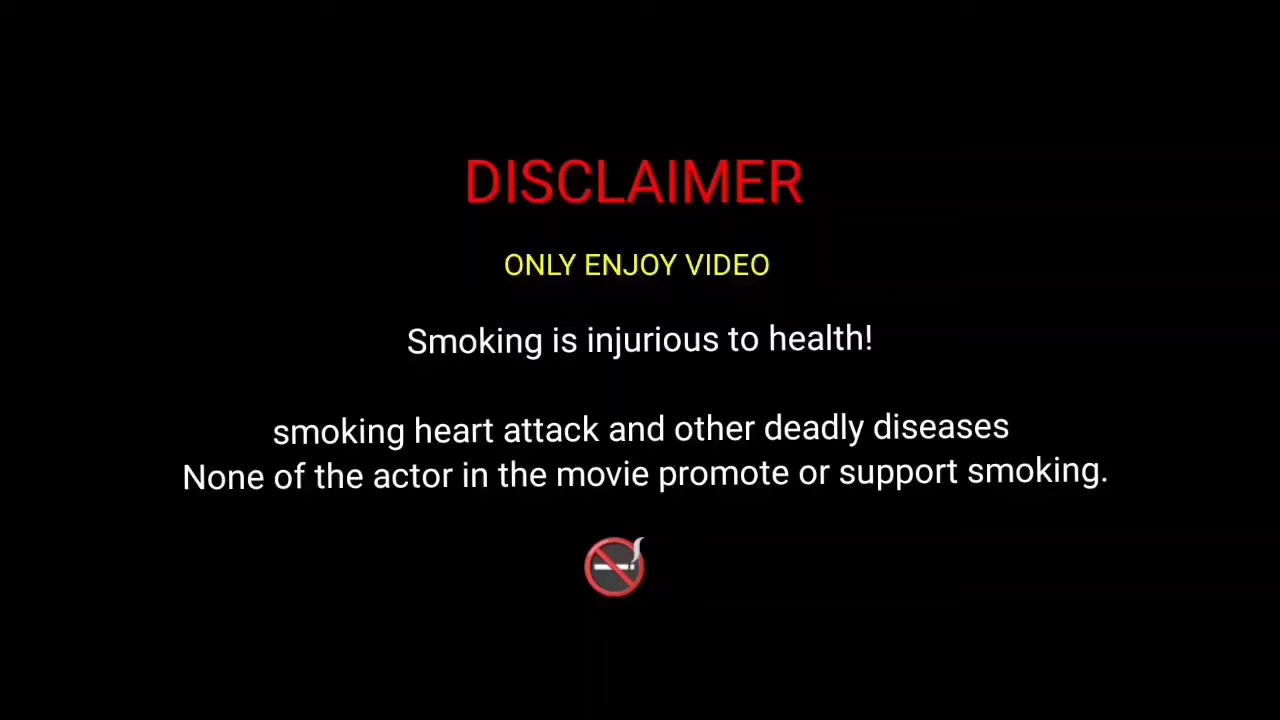 DISCLAIMER
ONLY ENJOY VIDEO
Smoking is injurious to health!
smoking heart attack and other deadly diseases
None of the actor in the movie promote or support smoking.